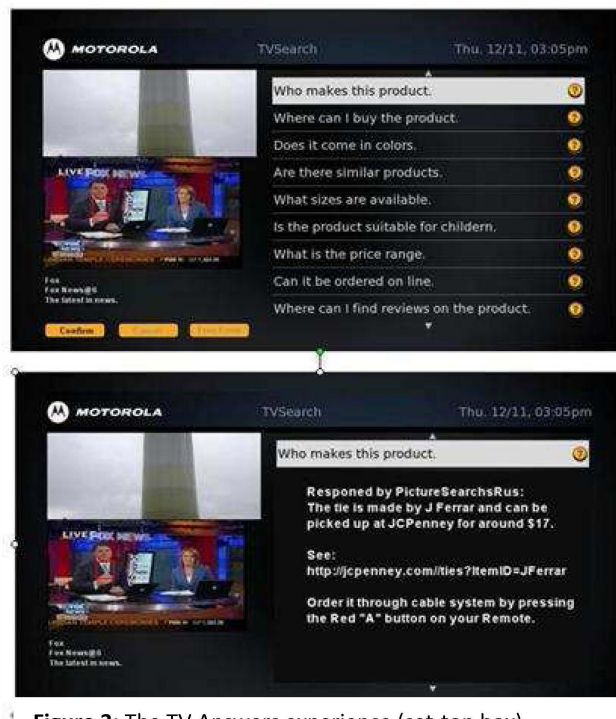 MOTOROLA TVSearch Thu. 12/11, 03:05pm
Who makes this product.
Where can I buy the product.
Does it come in colors.
Are there similar products.
What sizes are available.
Is the product suitable for childern.
What is the price range.
Can it be ordered on line.
Where can I find reviews on the product.
LIVE FOX NEWS
Fox
Fox News@6
The latest in news.
Confirm Cancel
MOTOROLA TVSearch Thu. 12/11, 03:05pm
Who makes this product.
Responed by PictureSearchsRus:
The tie is made by J Ferrar and can be
picked up at JCPenney for around $17.
See:
http://jcpenney.com//ties?ItemID=JFerrar
Order it through cable system by pressing
the Red "A" button on your Remote.
LIVE FOX NEWS
Fox
Fox News@6
The latest in news.
Figure 3: The TV Answers experience (set-top box)